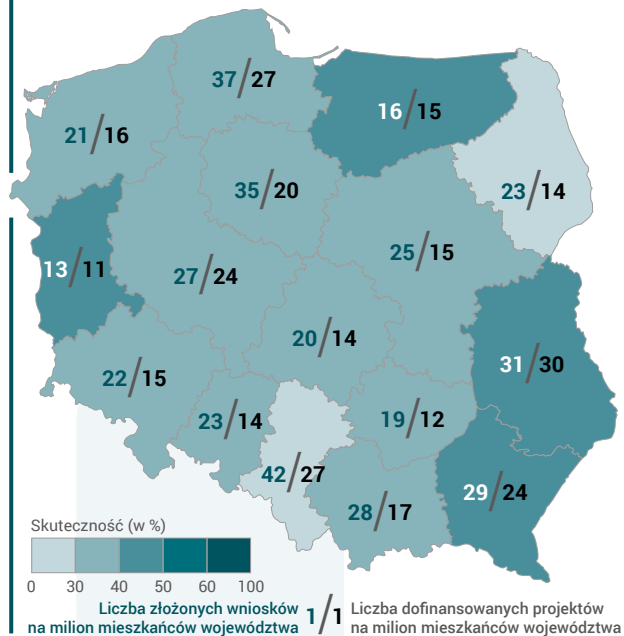 37/27
16/15
21/16
35/20
23/14
25/15
13/11
27/24
20/14
31/30
22/15
23/14
19/12
42/27
29/24
28/17
Skuteczność (w %)
0 30 40 50 60 100
Liczba złożonych wniosków
na milion mieszkańców województwa
1/1
Liczba dofinansowanych projektów
na milion mieszkańców województwa